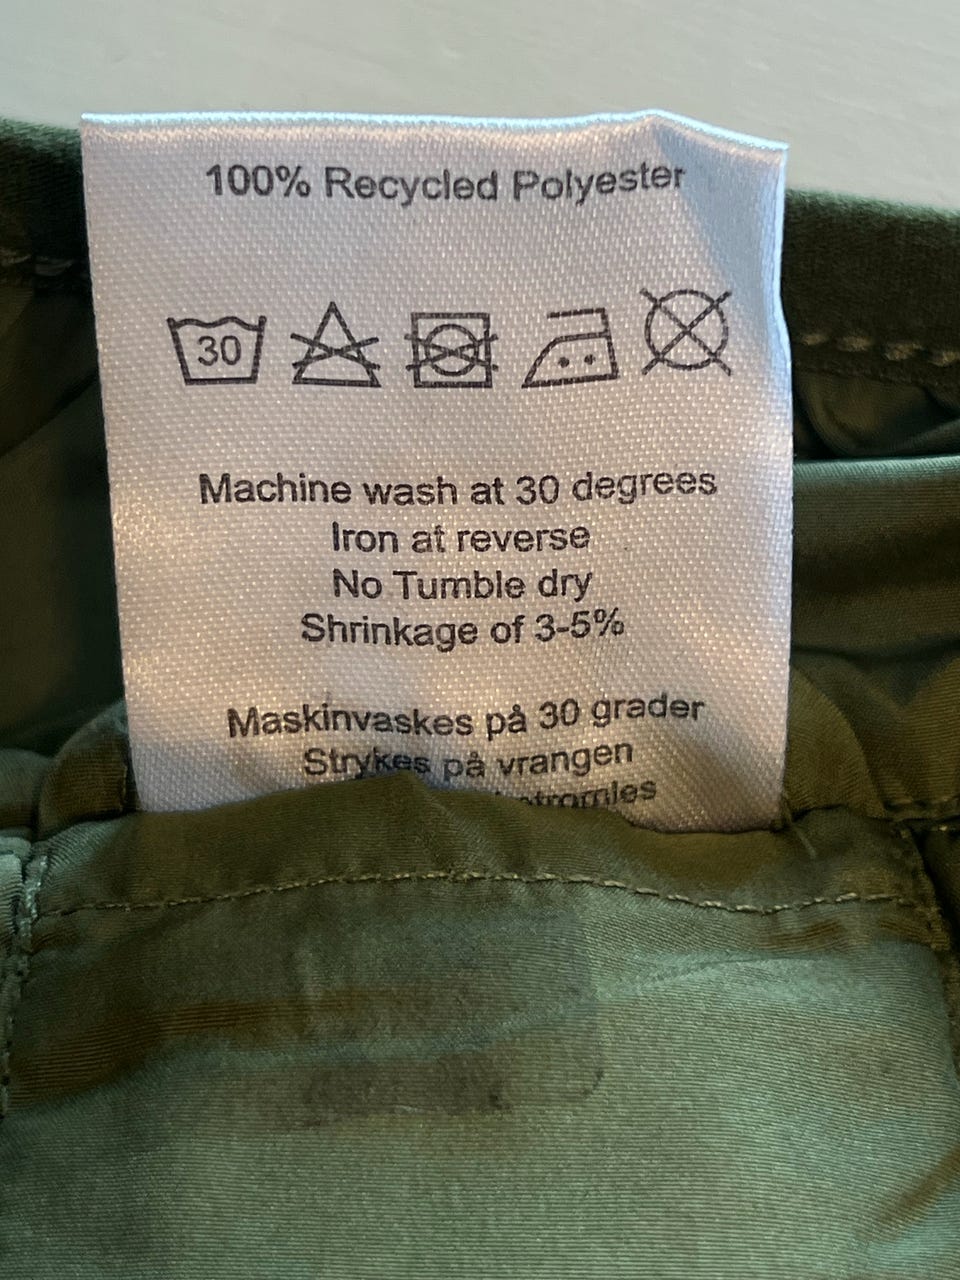 100% Recycled Polyester
30
Machine wash at 30 degrees
Iron at reverse
No Tumble dry
Shrinkage of 3-5%
Maskinvaskes på 30 grader
Strykes på vrangen